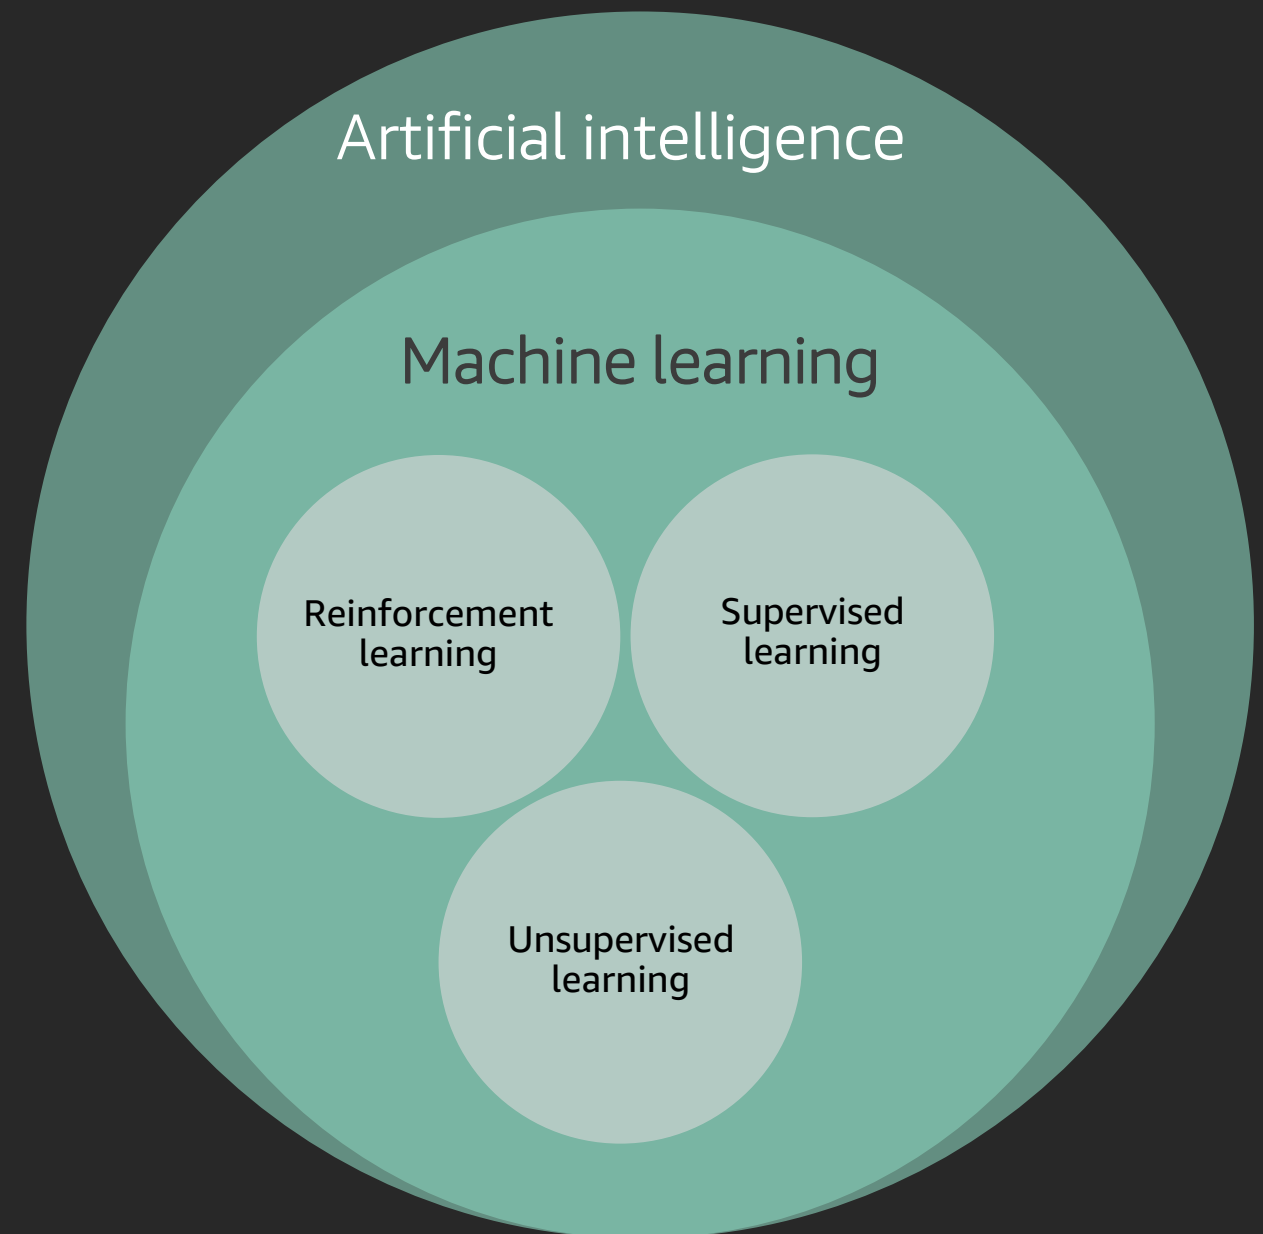 Artificial intelligence
Machine learning
Reinforcement
learning
Supervised
learning
Unsupervised
learning